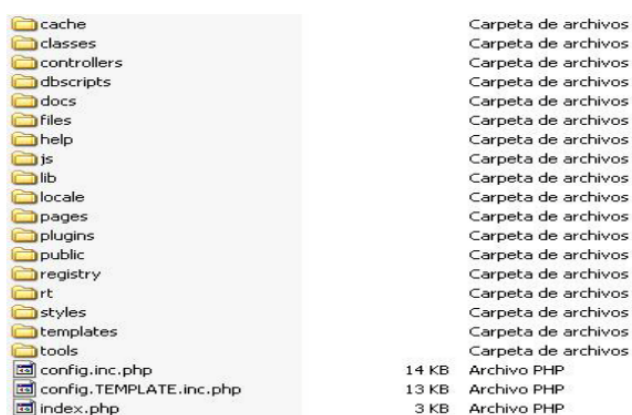 cache Carpeta de archivos
classes Carpeta de archivos
controllers Carpeta de archivos
dbscripts Carpeta de archivos
docs Carpeta de archivos
files Carpeta de archivos
help Carpeta de archivos
js Carpeta de archivos
lib Carpeta de archivos
locale Carpeta de archivos
pages Carpeta de archivos
plugins Carpeta de archivos
public Carpeta de archivos
registry Carpeta de archivos
rt Carpeta de archivos
styles Carpeta de archivos
templates Carpeta de archivos
tools Carpeta de archivos
config.inc.php 14 KB Archivo PHP
config.TEMPLATE.inc.php 13 KB Archivo PHP
index.php 3 KB Archivo PHP